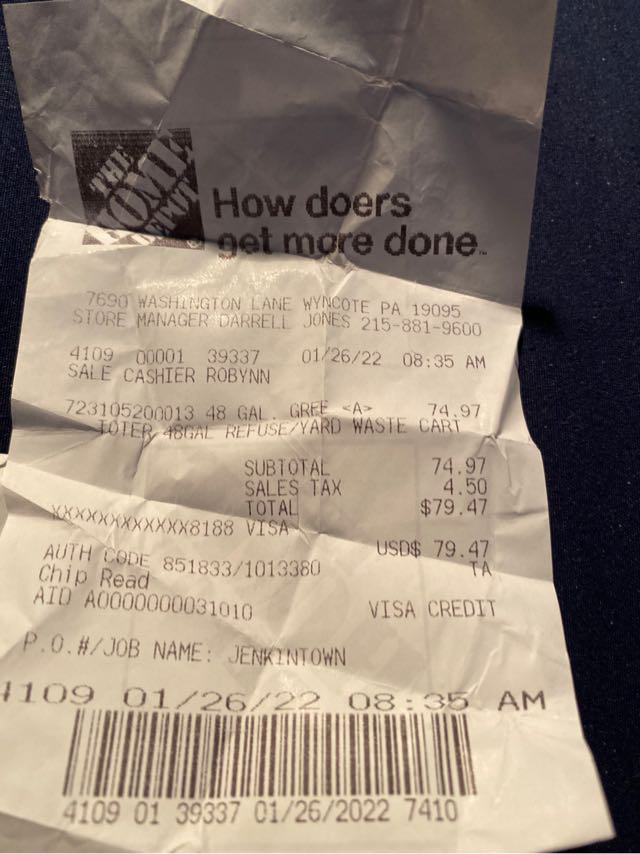 THE
HOME
DEPOT
How doers
get more done™
7690 WASHINGTON LANE WYNCOTE PA 19095
STORE MANAGER DARRELL JONES 215-881-9600
4109 00001 39337 01/26/22 08:35 AM
SALE CASHIER ROBYNN
723105200013 48 GAL. GREE <A> 74.97
TOTER 48GAL REFUSE/YARD WASTE CART
SUBTOTAL 74.97
SALES TAX 4.50
TOTAL $79.47
XXXXXXXXXXXX8188 VISA
USD$ 79.47
AUTH CODE 851833/1013380 TA
Chip Read
AID A0000000031010 VISA CREDIT
P.O.#/JOB NAME: JENKINTOWN
4109 01/26/22 08:35 AM
4109 01 39337 01/26/2022 7410